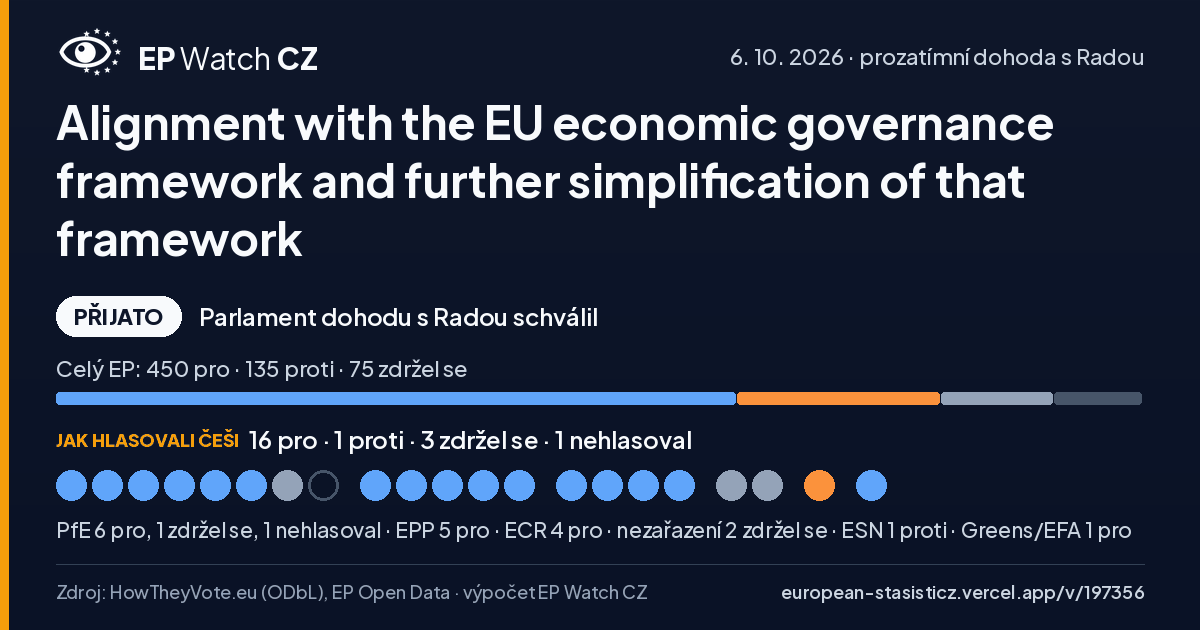 EP Watch CZ
6. 10. 2026 · prozatímní dohoda s Radou
Alignment with the EU economic governance
framework and further simplification of that
framework
PŘIJATO
Parlament dohodu s Radou schválil
Celý EP: 450 pro · 135 proti · 75 zdržel se
JAK HLASOVALI ČEŠI 16 pro · 1 proti · 3 zdržel se · 1 nehlasoval
PfE 6 pro, 1 zdržel se, 1 nehlasoval · EPP 5 pro · ECR 4 pro · nezařazení 2 zdržel se · ESN 1 proti · Greens/EFA 1 pro
Zdroj: HowTheyVote.eu (ODbL), EP Open Data · výpočet EP Watch CZ
european-stasisticz.vercel.app/v/197356